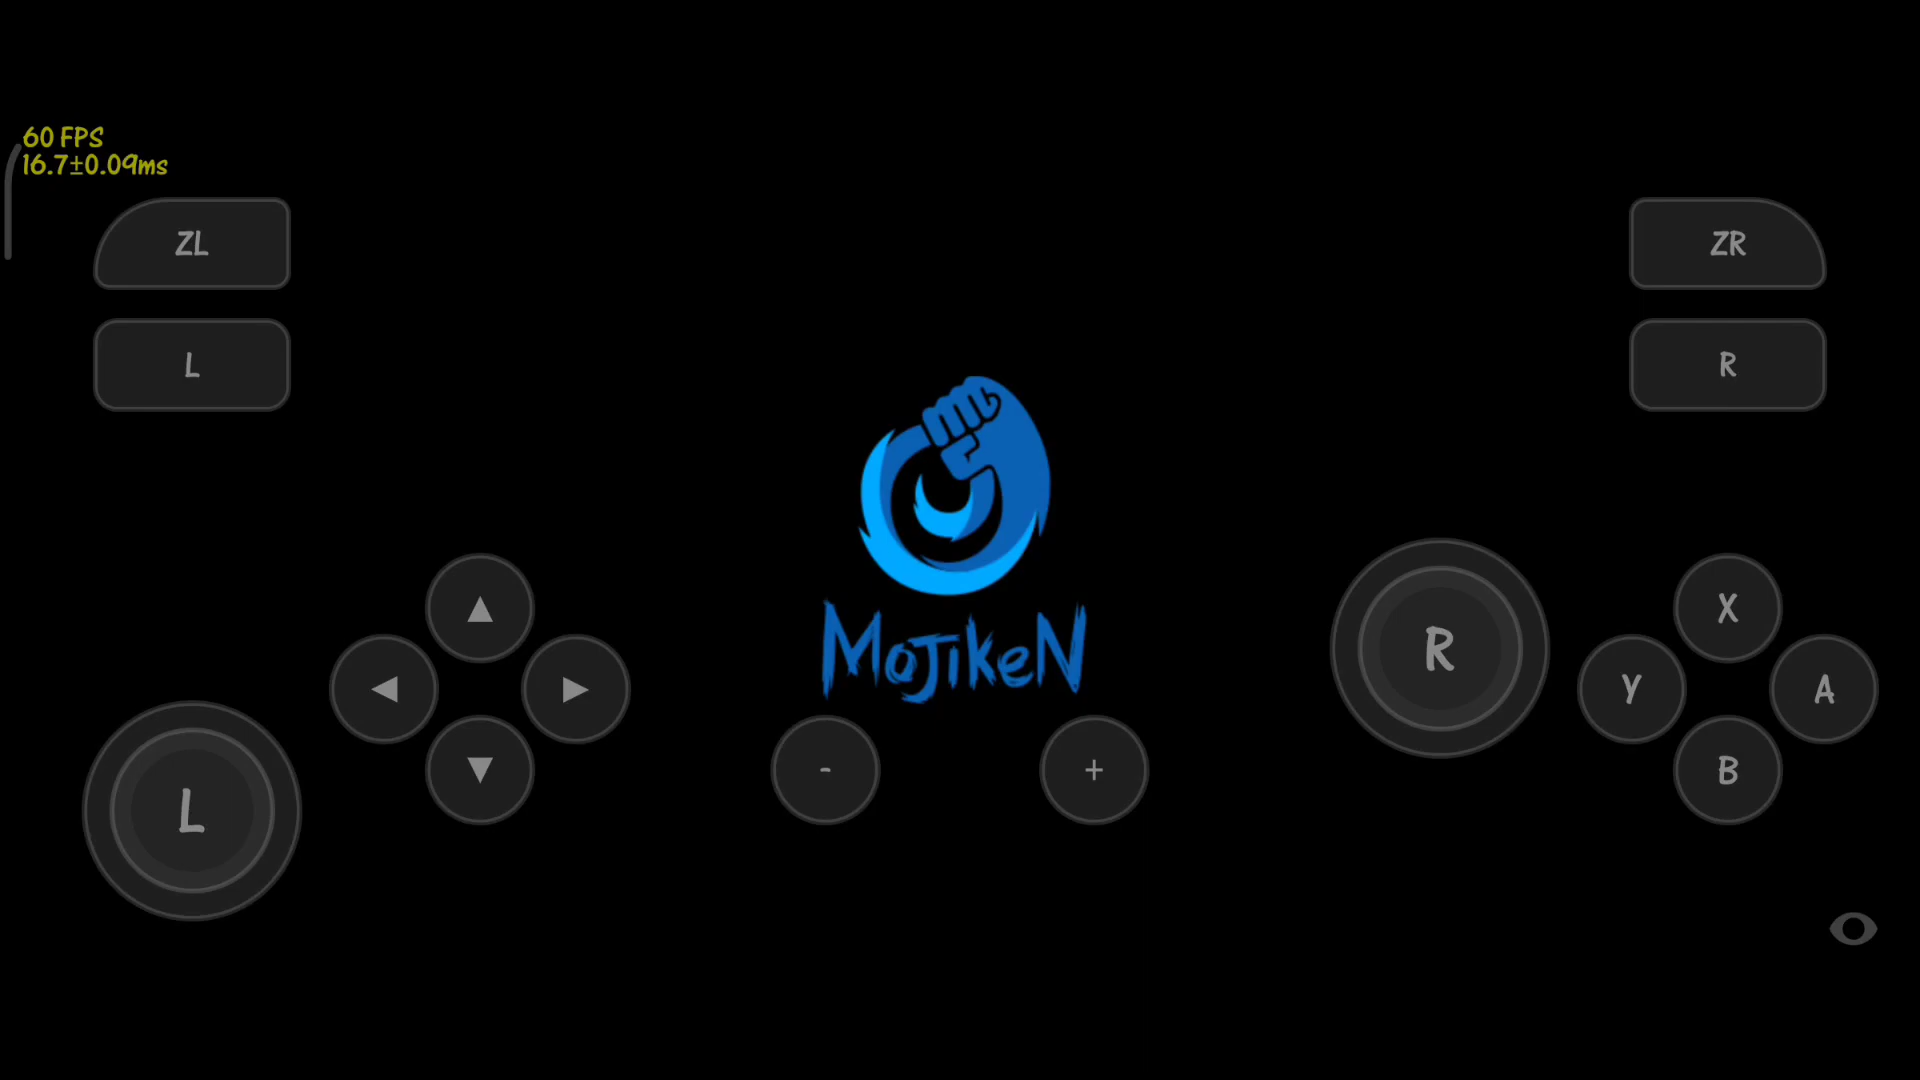 60 FPS
16.7±0.09ms
ZL
ZR
L
R
MojikeN
▲
X
R
◀
▶
Y
A
▼
-
+
B
L